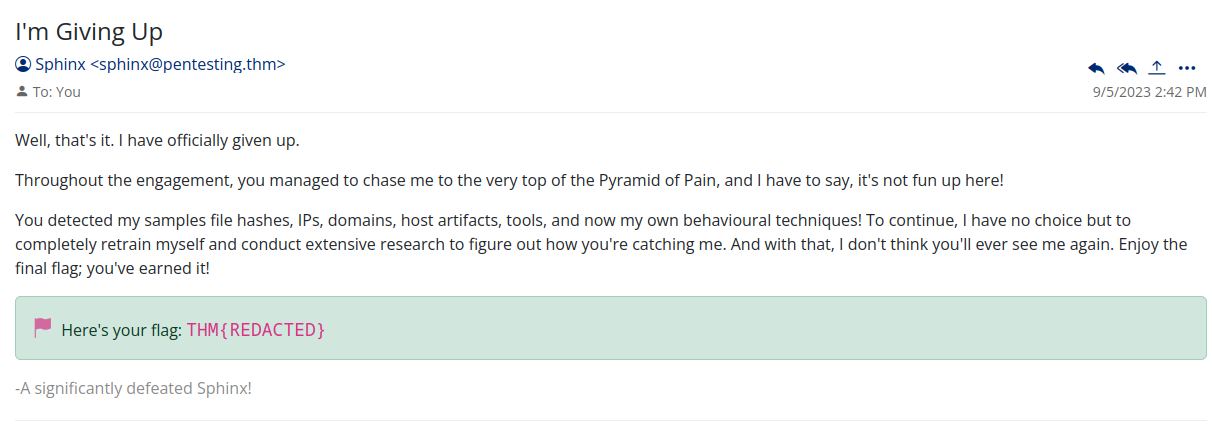 I'm Giving Up
Sphinx <sphinx@pentesting.thm>
To: You
9/5/2023 2:42 PM
Well, that's it. I have officially given up.
Throughout the engagement, you managed to chase me to the very top of the Pyramid of Pain, and I have to say, it's not fun up here!
You detected my samples file hashes, IPs, domains, host artifacts, tools, and now my own behavioural techniques! To continue, I have no choice but to
completely retrain myself and conduct extensive research to figure out how you're catching me. And with that, I don't think you'll ever see me again. Enjoy the
final flag; you've earned it!
Here's your flag: THM{REDACTED}
-A significantly defeated Sphinx!